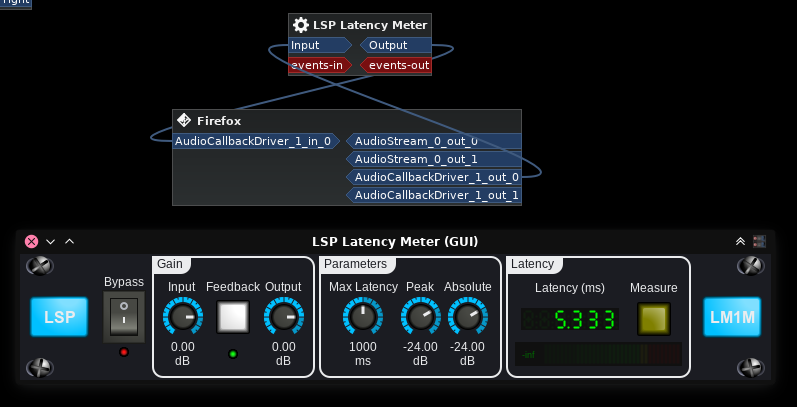 right
LSP Latency Meter
Input
Output
events-in
events-out
Firefox
AudioCallbackDriver_1_in_0
AudioStream_0_out_0
AudioStream_0_out_1
AudioCallbackDriver_1_out_0
AudioCallbackDriver_1_out_1
LSP Latency Meter (GUI)
Gain
Parameters
Latency
Bypass
Input
Feedback
Output
Max Latency
Peak
Absolute
Latency (ms)
Measure
LSP
5.333
LM1M
0.00
dB
0.00
dB
1000
ms
-24.00
dB
-24.00
dB
-inf